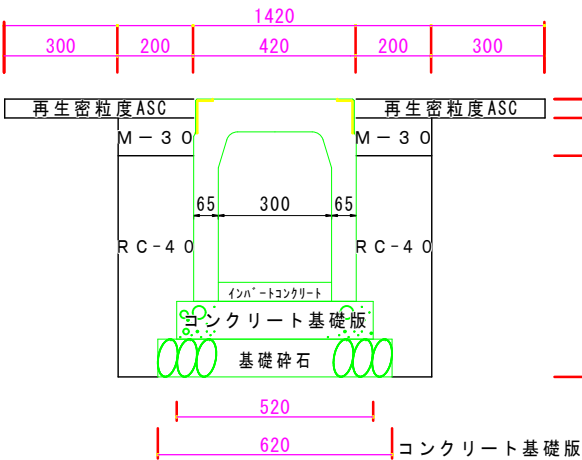 1420
300 200 420 200 300
再生密粒度ASC 再生密粒度ASC
M－30 M－30
65 300 65
RC-40 RC-40
インバートコンクリート
コンクリート基礎版
基礎砕石
520
620 コンクリート基礎版